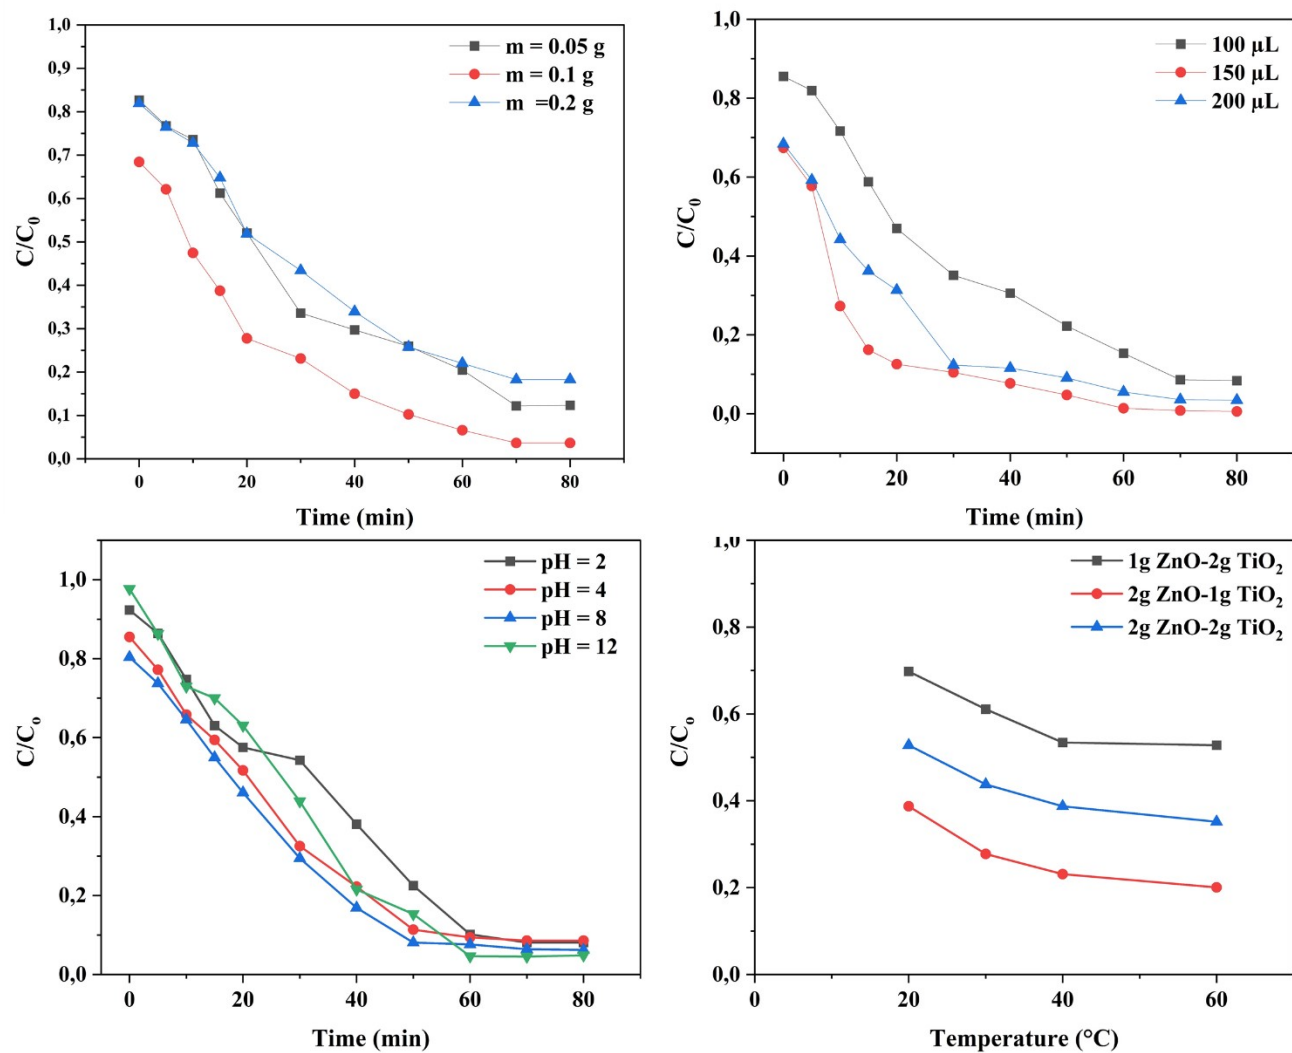 1,0
0,9
0,8
0,7
0,6
0,5
0,4
0,3
0,2
0,1
0,0
C/C₀
m = 0.05 g
m = 0.1 g
m =0.2 g
0 20 40 60 80
Time (min)
1,0
0,8
0,6
0,4
0,2
0,0
C/C₀
100 µL
150 µL
200 µL
0 20 40 60 80
Time (min)
1,0
0,8
0,6
0,4
0,2
0,0
C/Cₒ
pH = 2
pH = 4
pH = 8
pH = 12
0 20 40 60 80
Time (min)
1,0
0,8
0,6
0,4
0,2
0,0
C/Cₒ
1g ZnO-2g TiO₂
2g ZnO-1g TiO₂
2g ZnO-2g TiO₂
0 20 40 60
Temperature (°C)